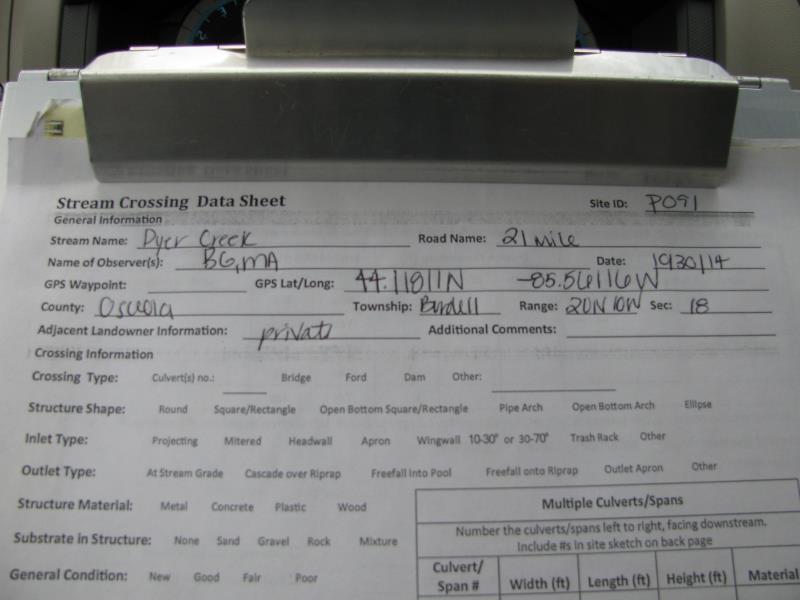 Stream Crossing Data Sheet Site ID: P091
General Information
Stream Name: Dyer Creek Road Name: 21 mile
Name of Observer(s): BG, MA Date: 10/30/14
GPS Waypoint: GPS Lat/Long: 44.11811N -85.56116W
County: Osceola Township: Burdell Range: 20N 10W Sec: 18
Adjacent Landowner Information: private Additional Comments:
Crossing Information
Crossing Type: Culvert(s) no.: Bridge Ford Dam Other:
Structure Shape: Round Square/Rectangle Open Bottom Square/Rectangle Pipe Arch Open Bottom Arch Ellipse
Inlet Type: Projecting Mitered Headwall Apron Wingwall 10-30° or 30-70° Trash Rack Other
Outlet Type: At Stream Grade Cascade over Riprap Freefall Into Pool Freefall onto Riprap Outlet Apron Other
Structure Material: Metal Concrete Plastic Wood
Substrate in Structure: None Sand Gravel Rock Mixture
General Condition: New Good Fair Poor
Multiple Culverts/Spans
Number the culverts/spans left to right, facing downstream.
Include #s in site sketch on back page
Culvert/
Span # Width (ft) Length (ft) Height (ft) Material